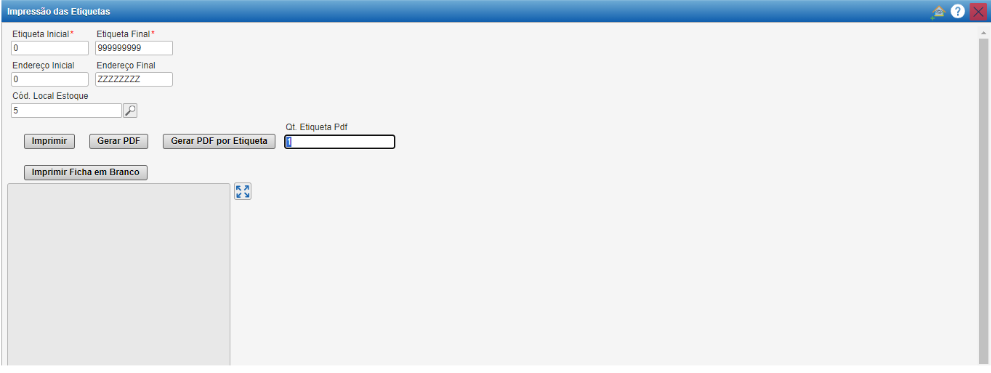 Impressão das Etiquetas
?
Etiqueta Inicial* Etiqueta Final*
0 999999999
Endereço Inicial Endereço Final
0 ZZZZZZZZ
Cód. Local Estoque
5
Qt. Etiqueta Pdf
Imprimir Gerar PDF Gerar PDF por Etiqueta 1
Imprimir Ficha em Branco